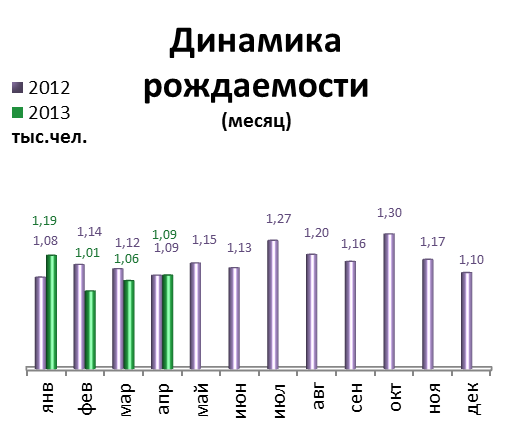 Динамика
рождаемости
(месяц)
2012
2013
тыс.чел.
1,19
1,08
1,14
1,01
1,12
1,06
1,09
1,09
1,15
1,13
1,27
1,20
1,16
1,30
1,17
1,10
янв
фев
мар
апр
май
июн
июл
авг
сен
окт
ноя
дек